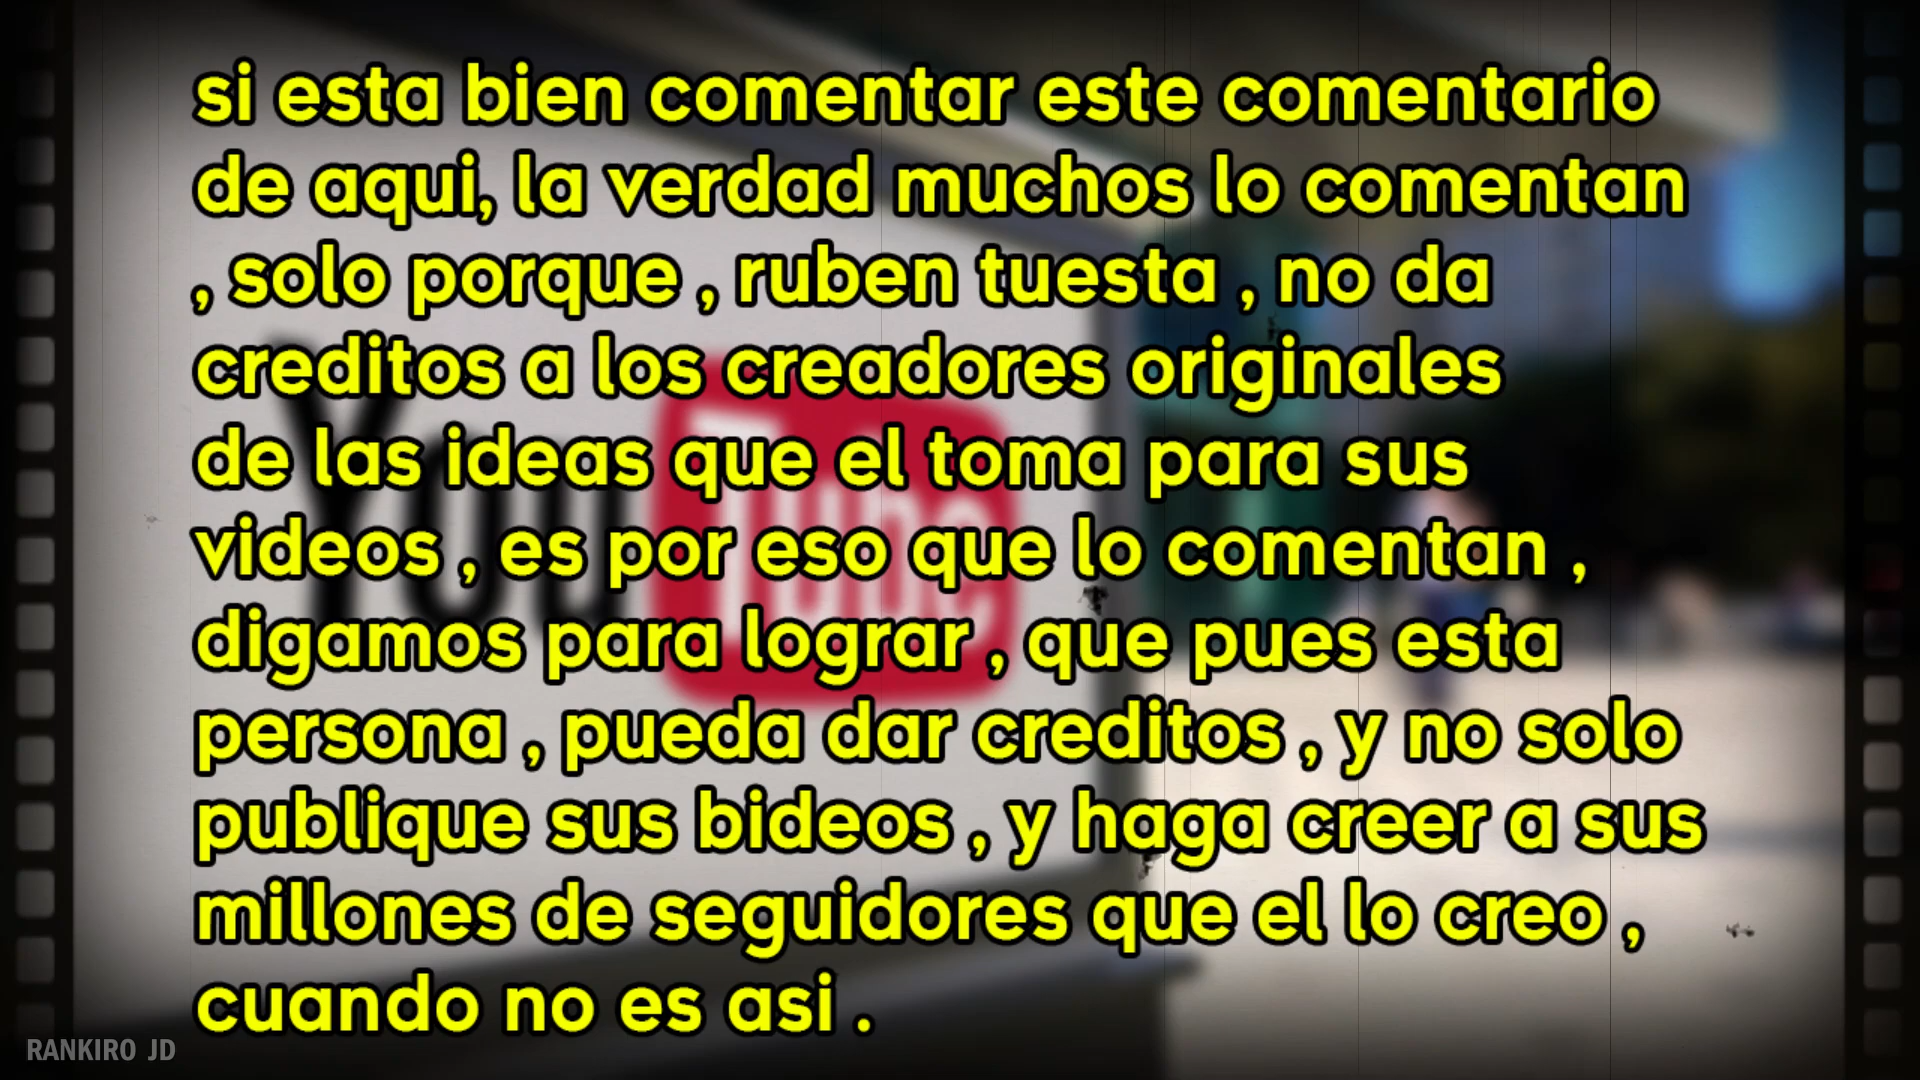 si esta bien comentar este comentario
de aqui, la verdad muchos lo comentan
, solo porque , ruben tuesta , no da
creditos a los creadores originales
de las ideas que el toma para sus
videos , es por eso que lo comentan ,
digamos para lograr , que pues esta
persona , pueda dar creditos , y no solo
publique sus bideos , y haga creer a sus
millones de seguidores que el lo creo ,
cuando no es asi .
YouTube
RANKIRO JD